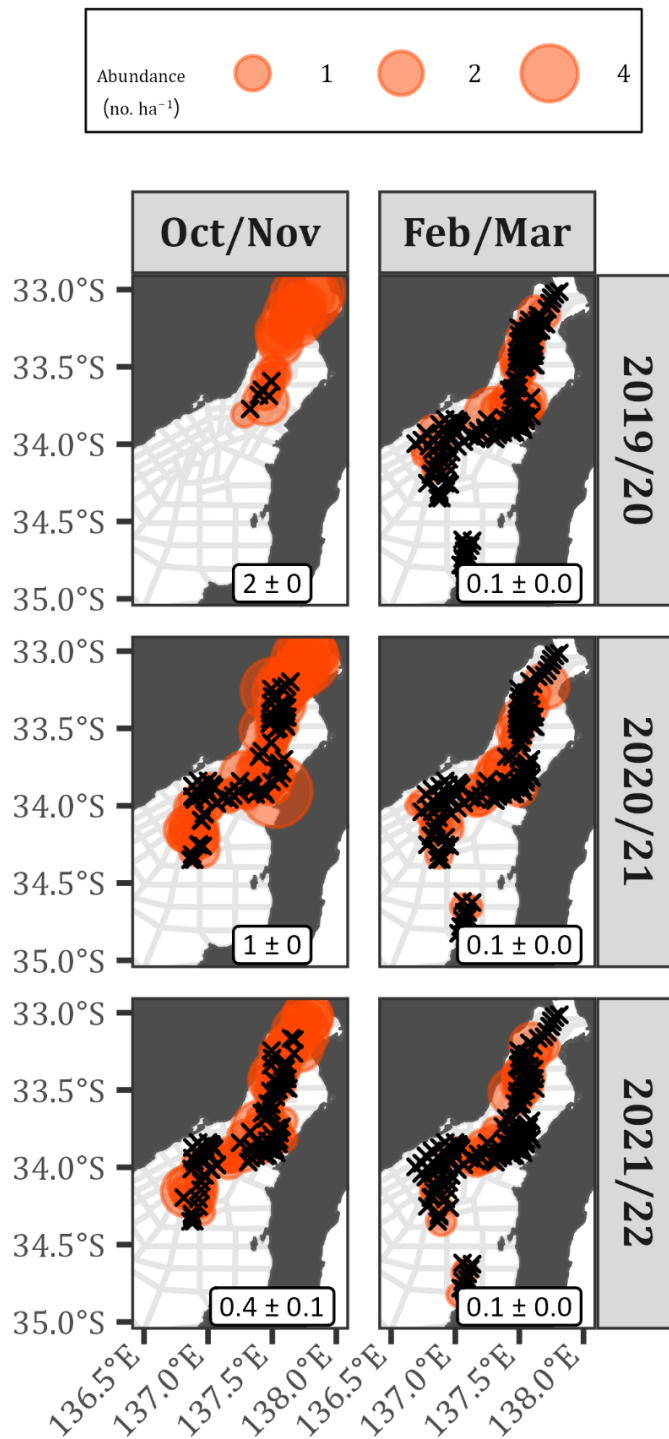 Abundance
(no. ha⁻¹)
1
2
4
Oct/Nov
Feb/Mar
33.0°S
33.5°S
34.0°S
34.5°S
35.0°S
2 ± 0
0.1 ± 0.0
2019/20
33.0°S
33.5°S
34.0°S
34.5°S
35.0°S
1 ± 0
0.1 ± 0.0
2020/21
33.0°S
33.5°S
34.0°S
34.5°S
35.0°S
0.4 ± 0.1
0.1 ± 0.0
2021/22
136.5°E
137.0°E
137.5°E
138.0°E
136.5°E
137.0°E
137.5°E
138.0°E